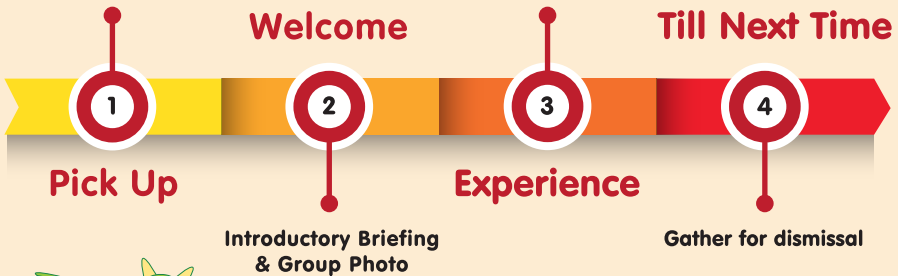 Welcome
Till Next Time
1
2
3
4
Pick Up
Experience
Introductory Briefing
& Group Photo
Gather for dismissal